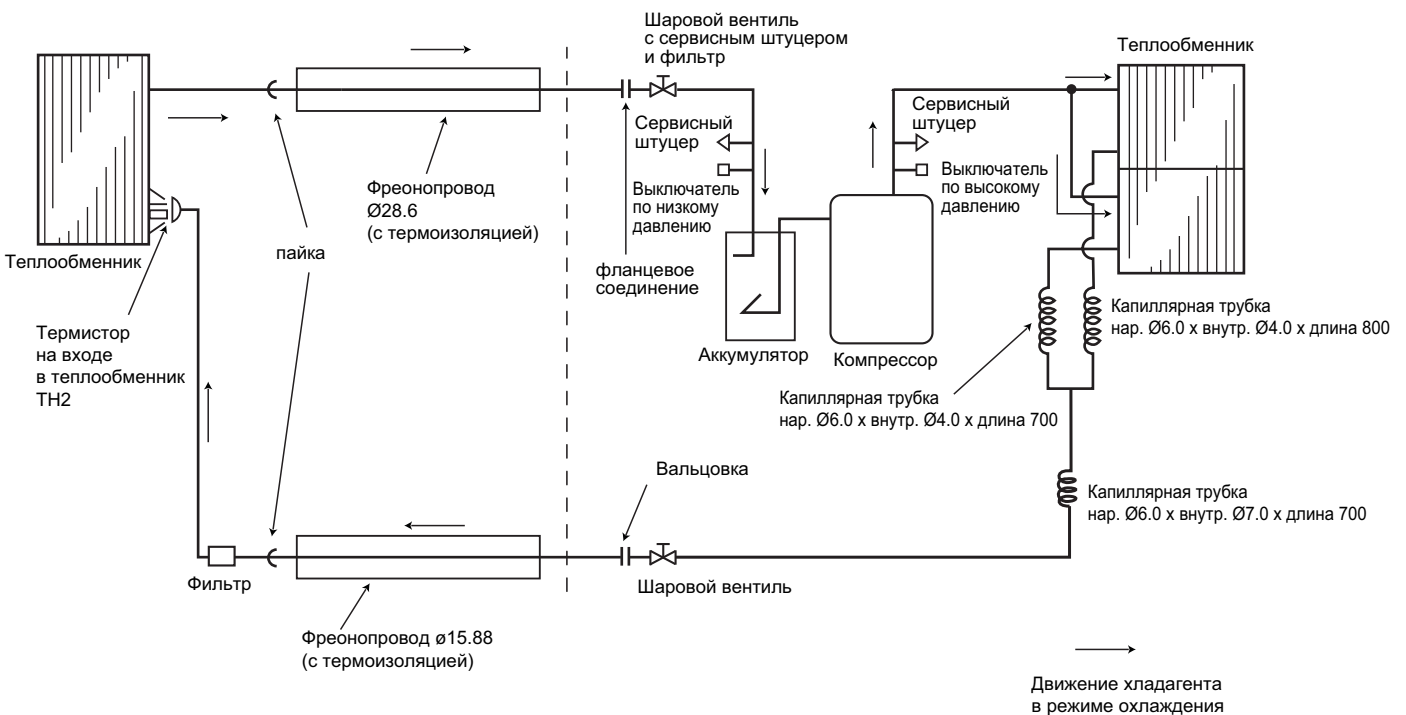 Шаровой вентиль
с сервисным штуцером
и фильтр
Теплообменник
Сервисный
штуцер
Сервисный
штуцер
Выключатель
по низкому
давлению
Выключатель
по высокому
давлению
Фреонопровод
Ø28.6
(с термоизоляцией)
пайка
Теплообменник
фланцевое
соединение
Термистор
на входе
в теплообменник
TH2
Аккумулятор
Компрессор
Капиллярная трубка
нар. Ø6.0 х внутр. Ø4.0 х длина 800
Капиллярная трубка
нар. Ø6.0 х внутр. Ø4.0 х длина 700
Вальцовка
Капиллярная трубка
нар. Ø6.0 х внутр. Ø7.0 х длина 700
Фильтр
Шаровой вентиль
Фреонопровод ø15.88
(с термоизоляцией)
Движение хладагента
в режиме охлаждения